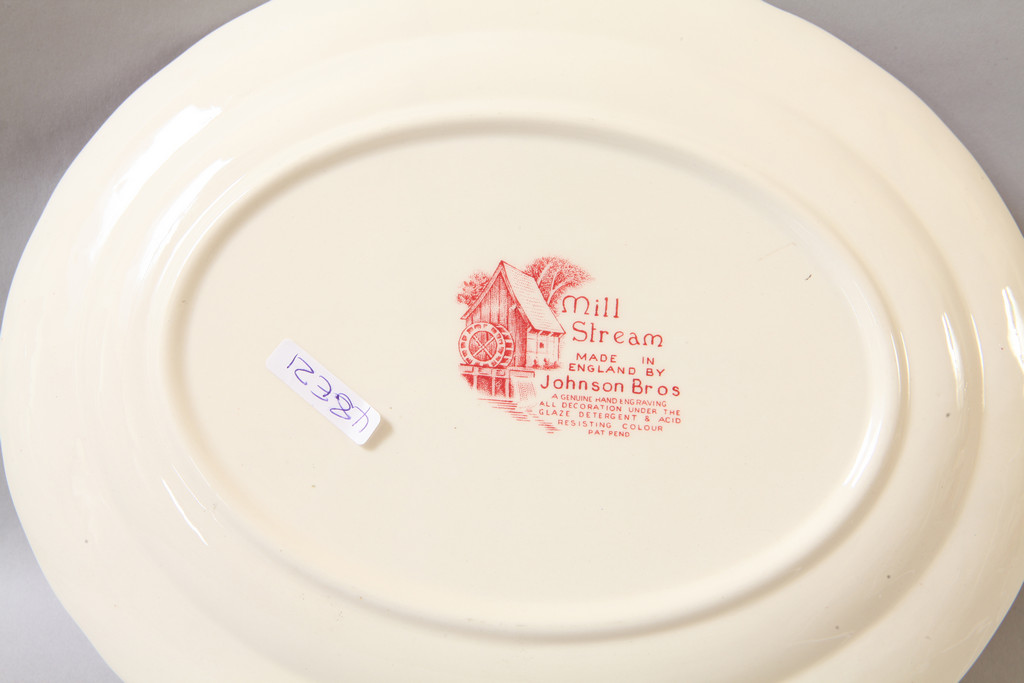 Mill
Stream
MADE IN
ENGLAND BY
Johnson Bros
A GENUINE HAND ENGRAVING
ALL DECORATION UNDER THE
GLAZE DETERGENT & ACID
RESISTING COLOUR
PAT PEND
48E21